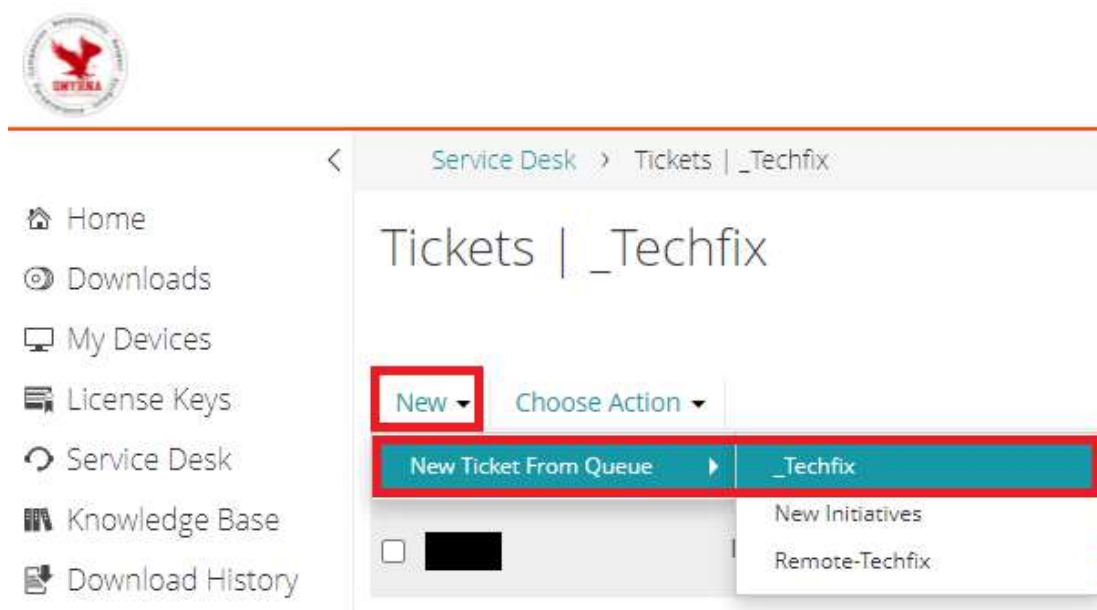 SMYRNA
Service Desk > Tickets | _Techfix
Home
Downloads
My Devices
License Keys
Service Desk
Knowledge Base
Download History
Tickets | _Techfix
New Choose Action
New Ticket From Queue _Techfix
New Initiatives
Remote-Techfix